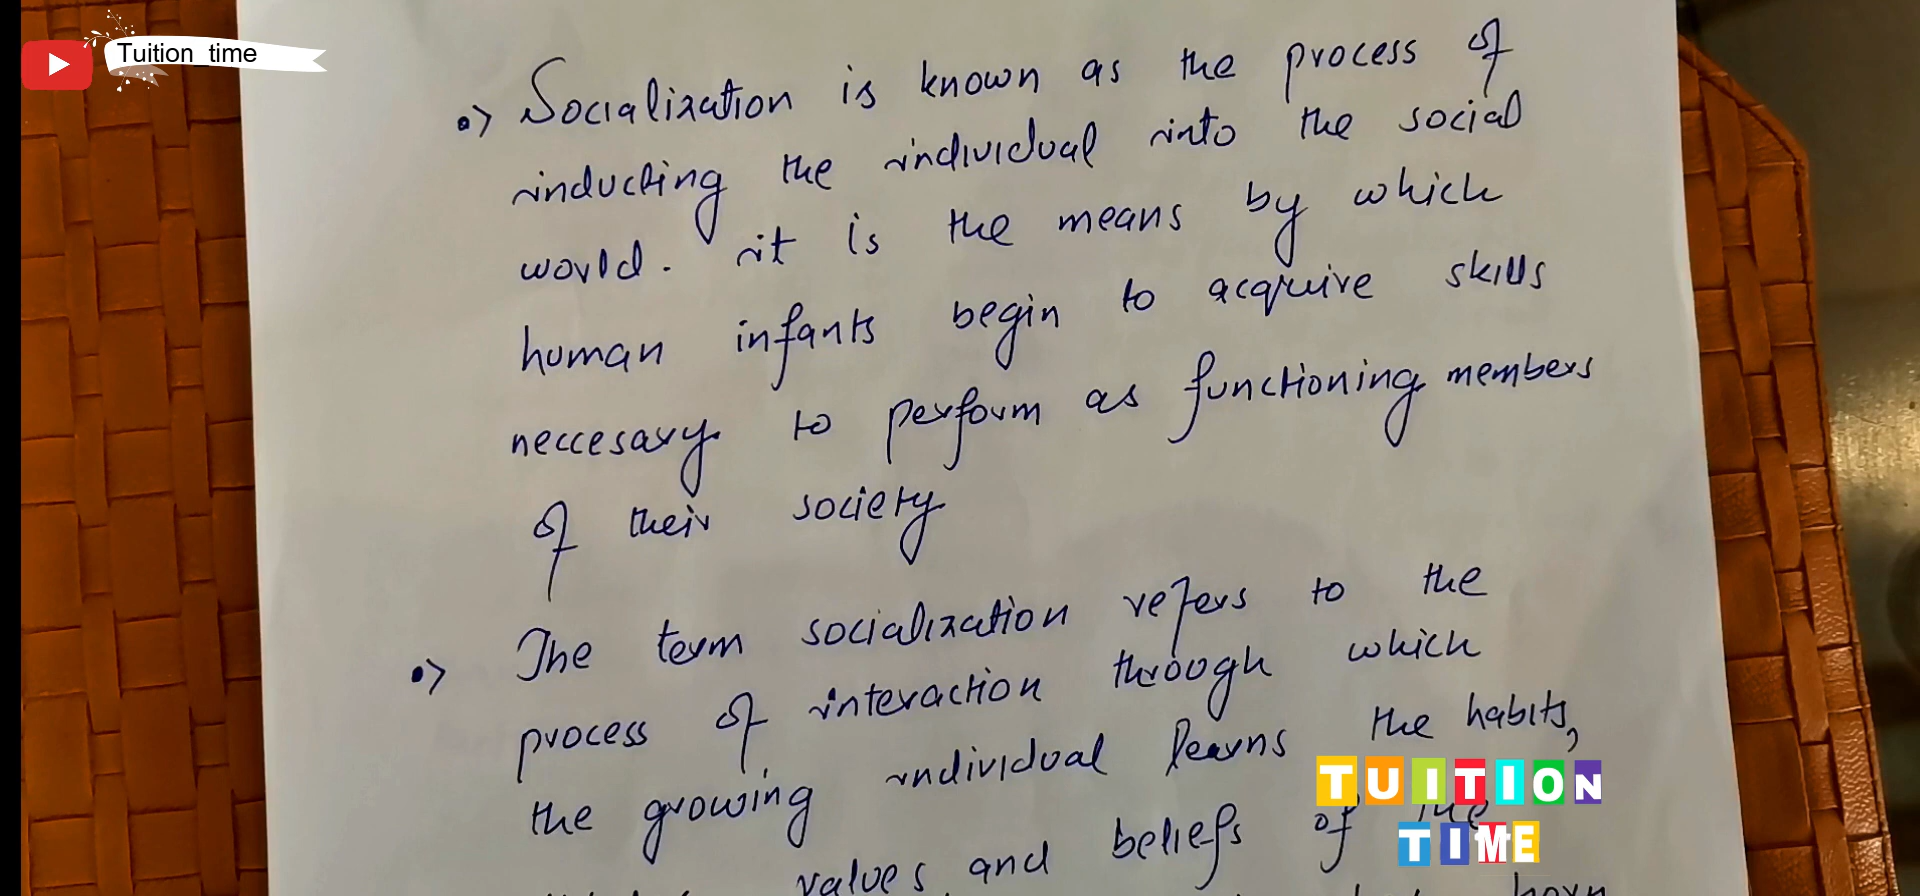 Tuition_time
•> Socialization is known as the process of
inducting the individual into the social
world. it is the means by which
human infants begin to acquire skills
neccesary to perform as functioning members
of their society
•> The term socialization refers to the
process of interaction through which
the growing individual learns the habits,
values and beliefs of the
born
TUITION
TIME